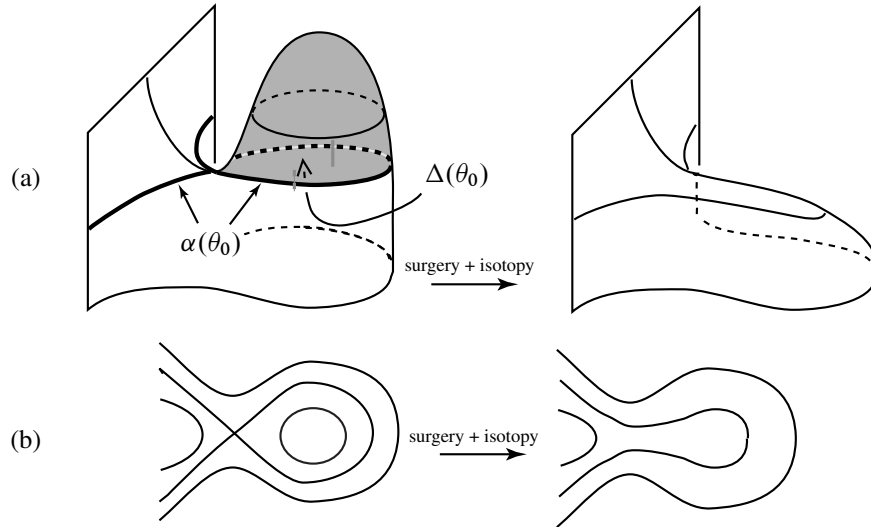 (a)
Δ(θ₀)
α(θ₀)
surgery + isotopy
(b)
surgery + isotopy